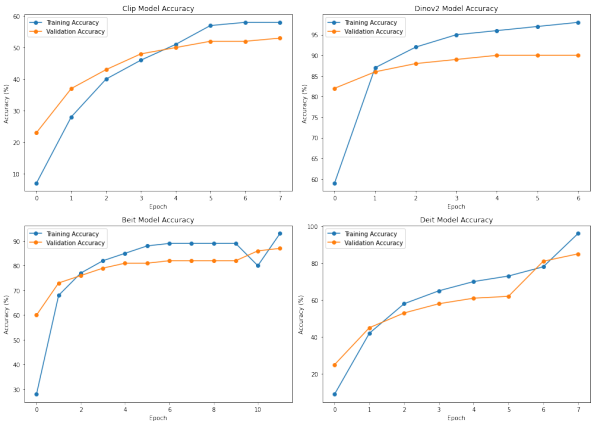 Clip Model Accuracy
Training Accuracy
Validation Accuracy
Accuracy (%)
60
50
40
30
20
10
0 1 2 3 4 5 6 7
Epoch
Dinov2 Model Accuracy
Training Accuracy
Validation Accuracy
Accuracy (%)
95
90
85
80
75
70
65
60
0 1 2 3 4 5 6
Epoch
Beit Model Accuracy
Training Accuracy
Validation Accuracy
Accuracy (%)
90
80
70
60
50
40
30
0 2 4 6 8 10
Epoch
Deit Model Accuracy
Training Accuracy
Validation Accuracy
Accuracy (%)
100
80
60
40
20
0 1 2 3 4 5 6 7
Epoch